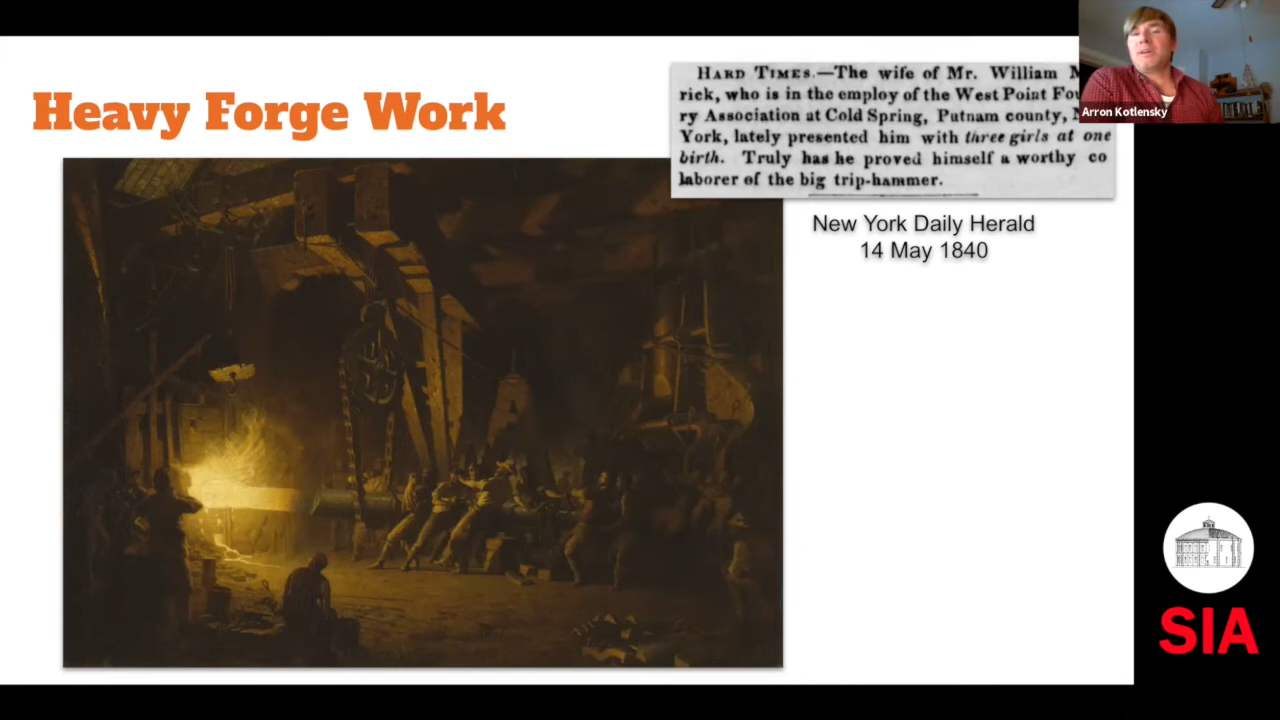 Heavy Forge Work
HARD TIMES.—The wife of Mr. William
rick, who is in the employ of the West Point
ry Association at Cold Spring, Putnam county,
York, lately presented him with three girls at one
birth. Truly has he proved himself a worthy co
laborer of the big trip-hammer.
New York Daily Herald
14 May 1840
Arron Kotlensky
SIA